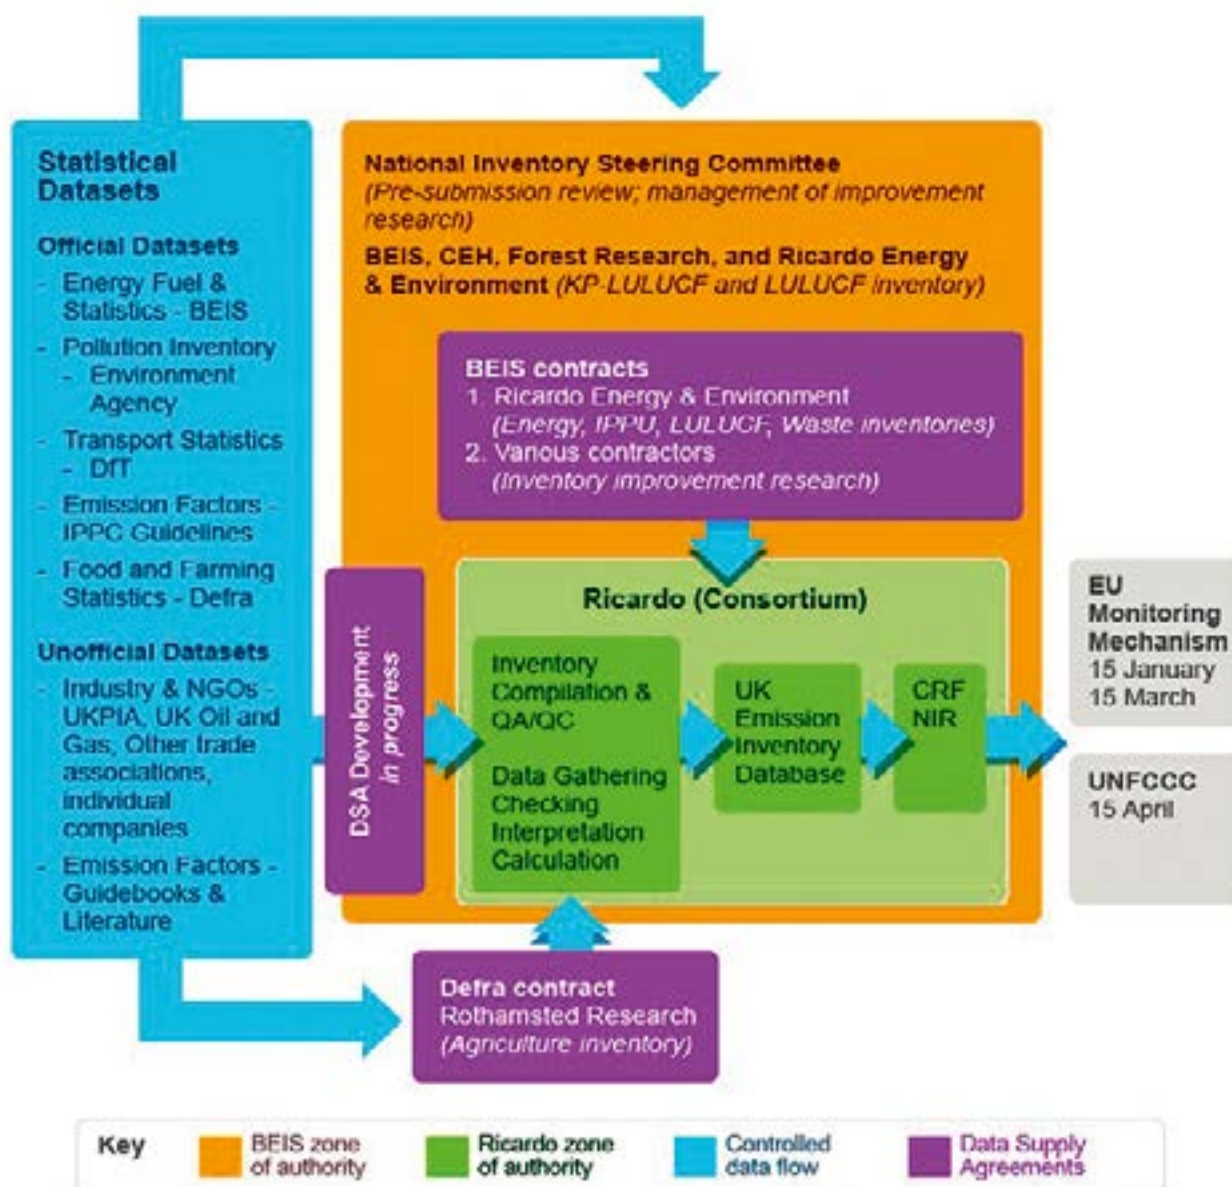 Statistical
Datasets
Official Datasets
- Energy Fuel &
Statistics - BEIS
- Pollution Inventory
- Environment
Agency
- Transport Statistics
- DfT
- Emission Factors -
IPPC Guidelines
- Food and Farming
Statistics - Defra
Unofficial Datasets
- Industry & NGOs -
UKPIA, UK Oil and
Gas, Other trade
associations,
individual
companies
- Emission Factors -
Guidebooks &
Literature
National Inventory Steering Committee
(Pre-submission review; management of improvement
research)
BEIS, CEH, Forest Research, and Ricardo Energy
& Environment (KP-LULUCF and LULUCF inventory)
BEIS contracts
1. Ricardo Energy & Environment
(Energy, IPPU, LULUCF, Waste inventories)
2. Various contractors
(Inventory improvement research)
DSA Development
in progress
Ricardo (Consortium)
Inventory
Compilation &
QA/QC
Data Gathering
Checking
Interpretation
Calculation
UK
Emission
Inventory
Database
CRF
NIR
EU
Monitoring
Mechanism
15 January
15 March
UNFCCC
15 April
Defra contract
Rothamsted Research
(Agriculture inventory)
Key
BEIS zone
of authority
Ricardo zone
of authority
Controlled
data flow
Data Supply
Agreements